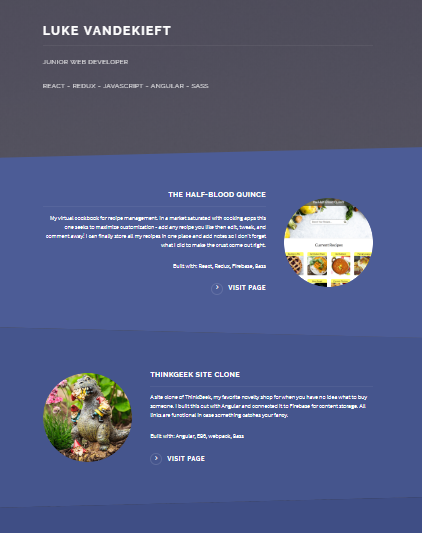 LUKE VANDEKIEFT
JUNIOR WEB DEVELOPER
REACT - REDUX - JAVASCRIPT - ANGULAR - SASS
THE HALF-BLOOD QUINCE
My virtual cookbook for recipe management. In a market saturated with cooking apps this
one seeks to maximize customization - add any recipe you like then edit, tweak, and
comment away! I can finally store all my recipes in one place and add notes so I don't forget
what I did to make the crust come out right.
Built with: React, Redux, Firebase, Sass
VISIT PAGE
Current Recipes
THINKGEEK SITE CLONE
A site clone of ThinkGeek, my favorite novelty shop for when you have no idea what to buy
someone. I built this out with Angular and connected it to Firebase for content storage. All
links are functional in case something catches your fancy.
Built with: Angular, ES6, webpack, Sass
VISIT PAGE